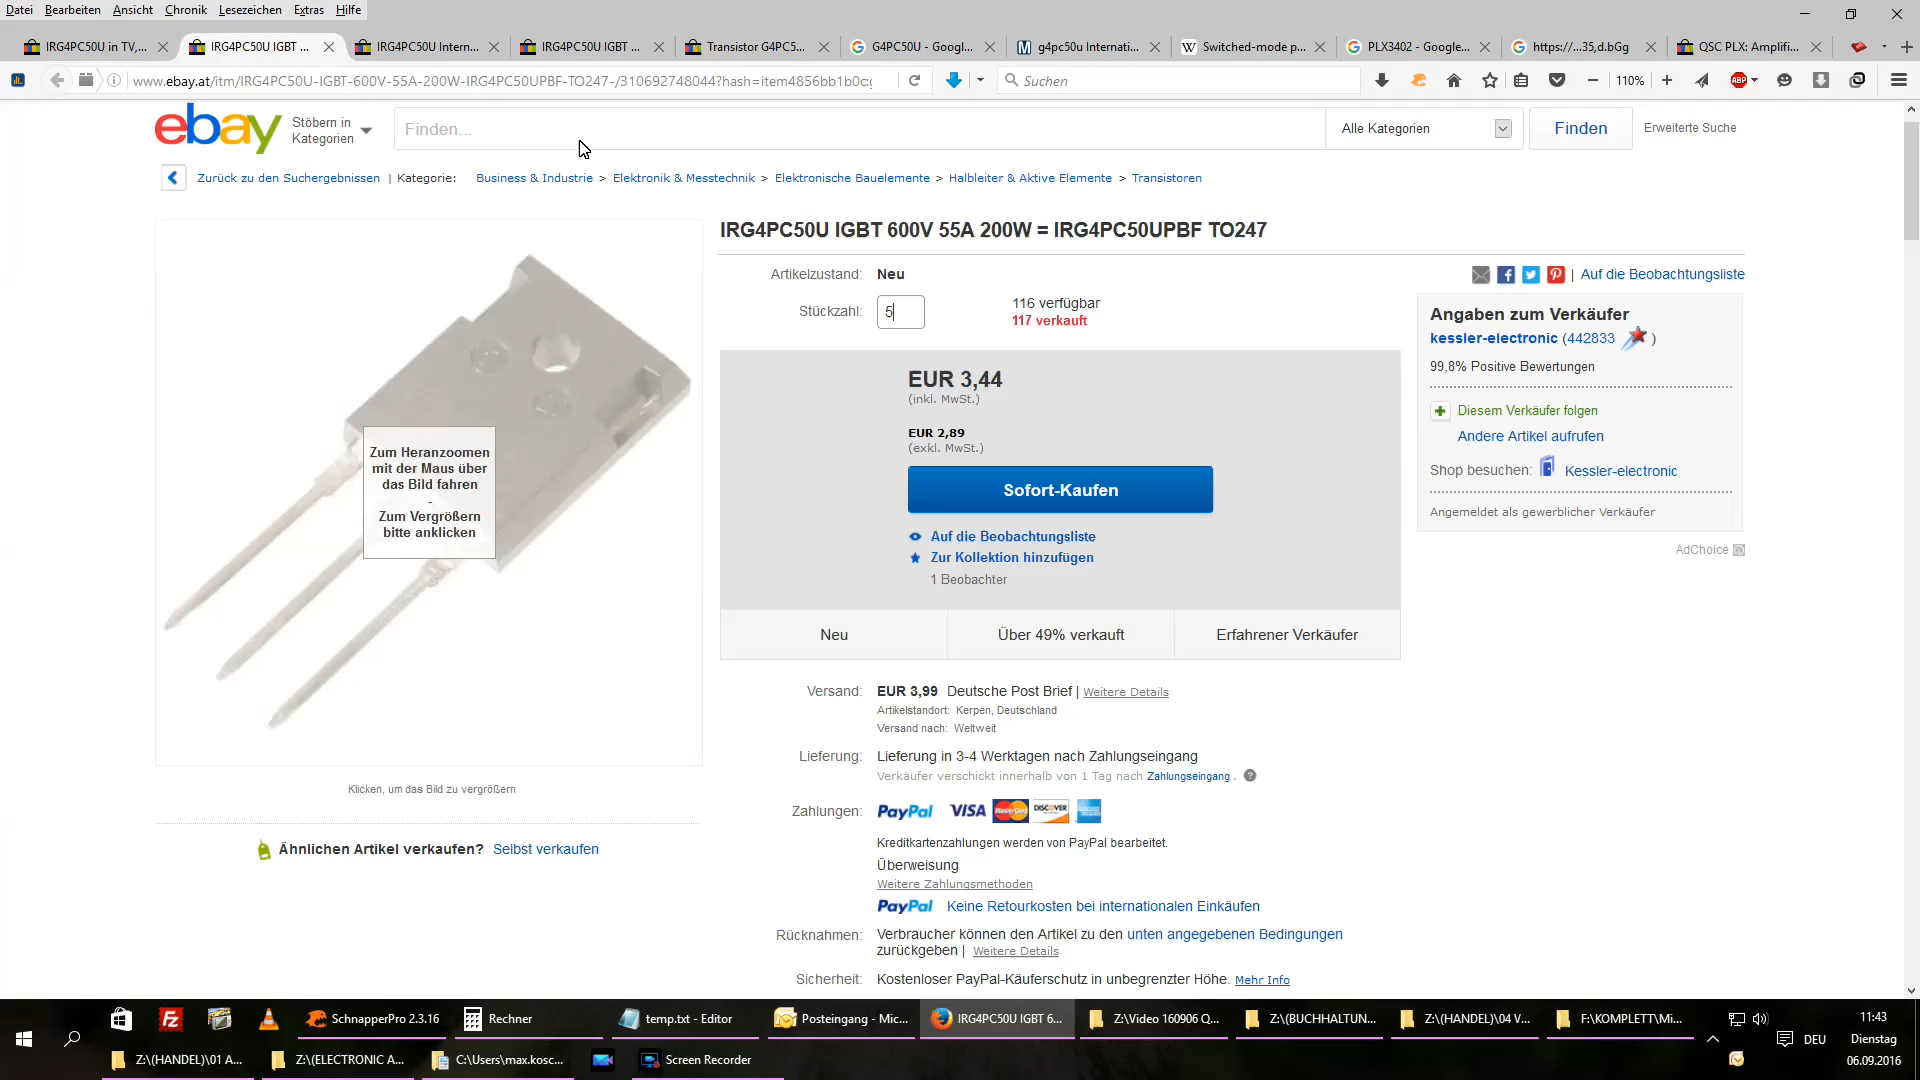 Datei Bearbeiten Ansicht Chronik Lesezeichen Extras Hilfe
IRG4PC50U in TV,...
IRG4PC50U IGBT ...
IRG4PC50U Intern...
IRG4PC50U IGBT ...
Transistor G4PC5...
G4PC50U - Googl...
g4pc50u Internati...
Switched-mode p...
PLX3402 - Google...
https://...35,d.bGg
QSC PLX: Amplifi...
www.ebay.at/itm/IRG4PC50U-IGBT-600V-55A-200W-IRG4PC50UPBF-TO247-/310692748044?hash=item4856bb1b0c:g
Suchen
110%
ABP
ebay
Stöbern in
Kategorien
Finden...
Alle Kategorien
Finden
Erweiterte Suche
Zurück zu den Suchergebnissen | Kategorie: Business & Industrie > Elektronik & Messtechnik > Elektronische Bauelemente > Halbleiter & Aktive Elemente > Transistoren
IRG4PC50U IGBT 600V 55A 200W = IRG4PC50UPBF TO247
Artikelzustand: Neu
| Auf die Beobachtungsliste
Stückzahl: 5
116 verfügbar
117 verkauft
EUR 3,44
(inkl. MwSt.)
EUR 2,89
(exkl. MwSt.)
Sofort-Kaufen
Auf die Beobachtungsliste
Zur Kollektion hinzufügen
1 Beobachter
Neu
Über 49% verkauft
Erfahrener Verkäufer
Angaben zum Verkäufer
kessler-electronic (442833 )
99,8% Positive Bewertungen
Diesem Verkäufer folgen
Andere Artikel aufrufen
Shop besuchen: Kessler-electronic
Angemeldet als gewerblicher Verkäufer
AdChoice
Zum Heranzoomen
mit der Maus über
das Bild fahren
-
Zum Vergrößern
bitte anklicken
Klicken, um das Bild zu vergrößern
Ähnlichen Artikel verkaufen? Selbst verkaufen
Versand: EUR 3,99 Deutsche Post Brief | Weitere Details
Artikelstandort: Kerpen, Deutschland
Versand nach: Weltweit
Lieferung: Lieferung in 3-4 Werktagen nach Zahlungseingang
Verkäufer verschickt innerhalb von 1 Tag nach Zahlungseingang .
Zahlungen: PayPal VISA MasterCard DISCOVER
Kreditkartenzahlungen werden von PayPal bearbeitet.
Überweisung
Weitere Zahlungsmethoden
PayPal Keine Retourkosten bei internationalen Einkäufen
Rücknahmen: Verbraucher können den Artikel zu den unten angegebenen Bedingungen
zurückgeben | Weitere Details
Sicherheit: Kostenloser PayPal-Käuferschutz in unbegrenzter Höhe. Mehr Info
SchnapperPro 2.3.16
Rechner
temp.txt - Editor
Posteingang - Mic...
IRG4PC50U IGBT 6...
Z:\Video 160906 Q...
Z:\(BUCHHALTUN...
Z:\(HANDEL)\04 V...
F:\KOMPLETT\Mi...
Z:\(HANDEL)\01 A...
Z:\(ELECTRONIC A...
C:\Users\max.kosc...
Screen Recorder
DEU
11:43
Dienstag
06.09.2016